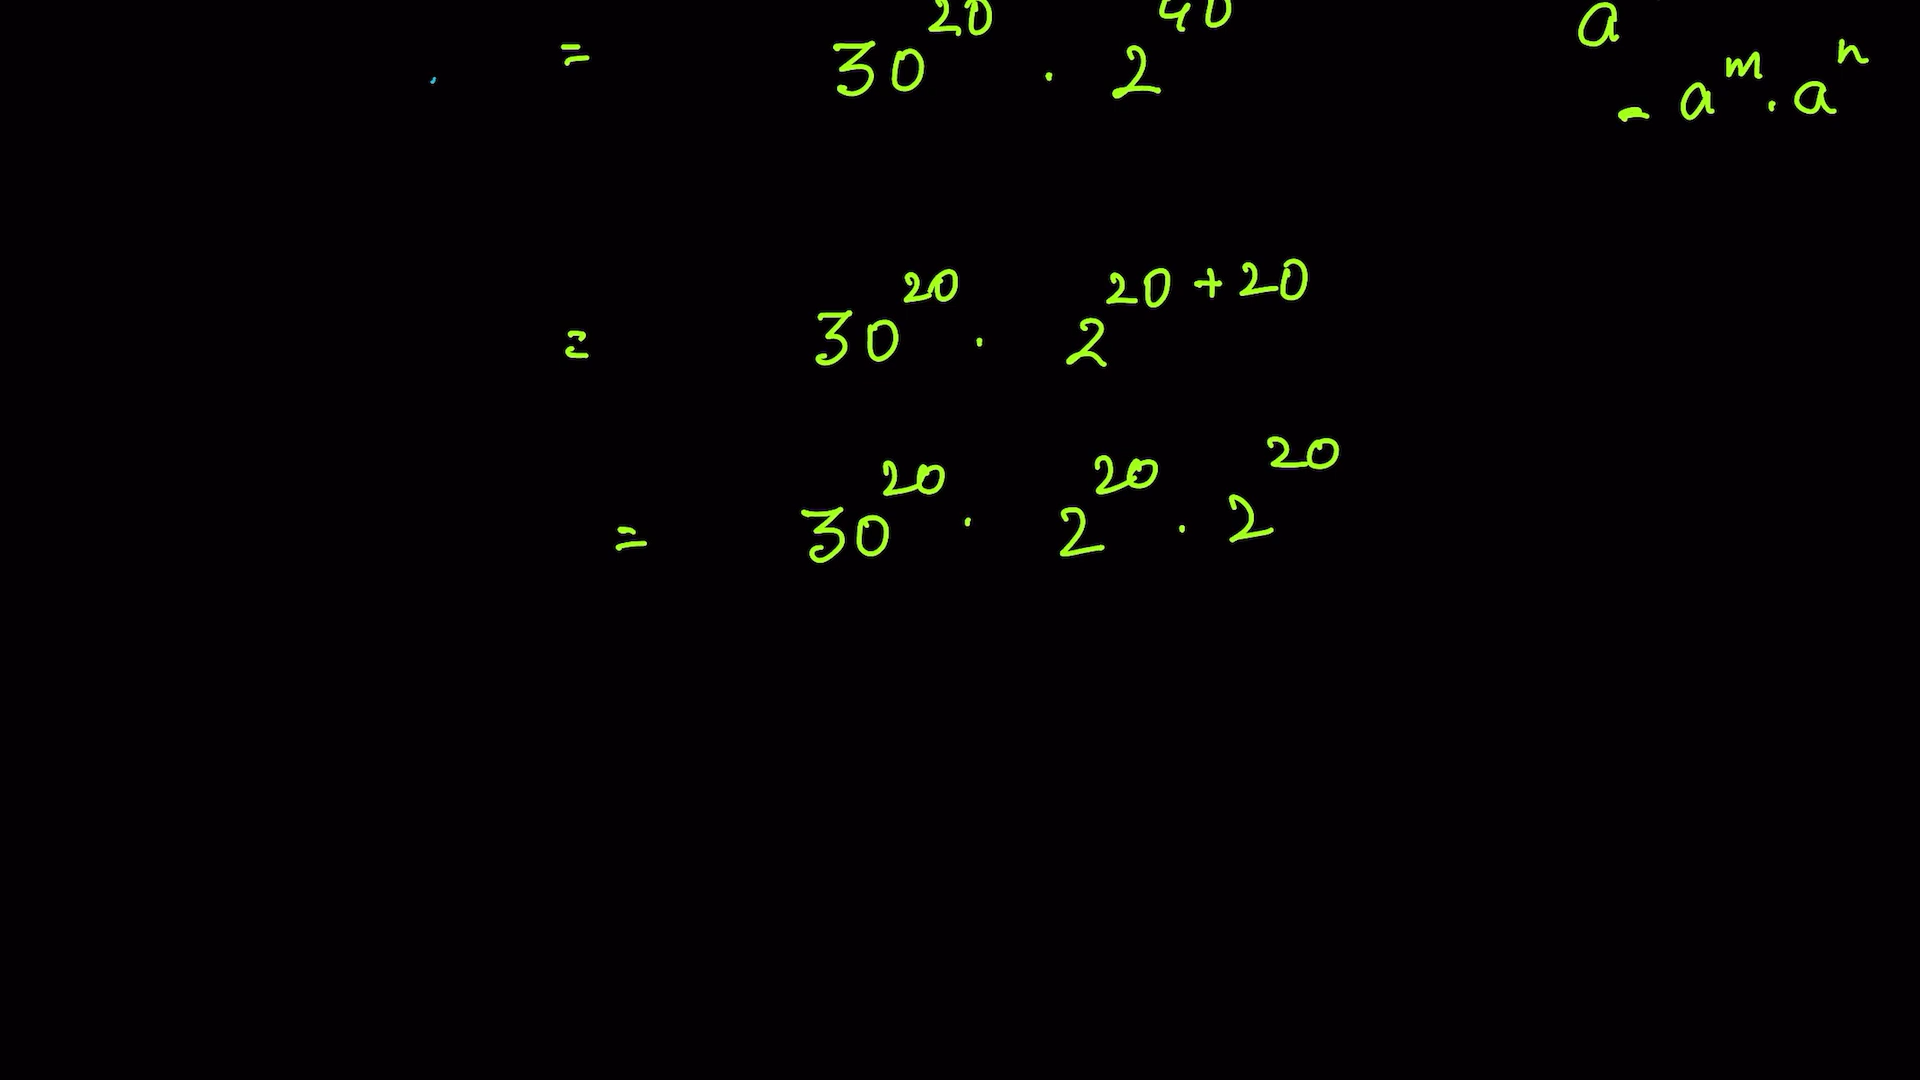 = 30^20 . 2^40
a
= a^m . a^n
= 30^20 . 2^20+20
= 30^20 . 2^20 . 2^20